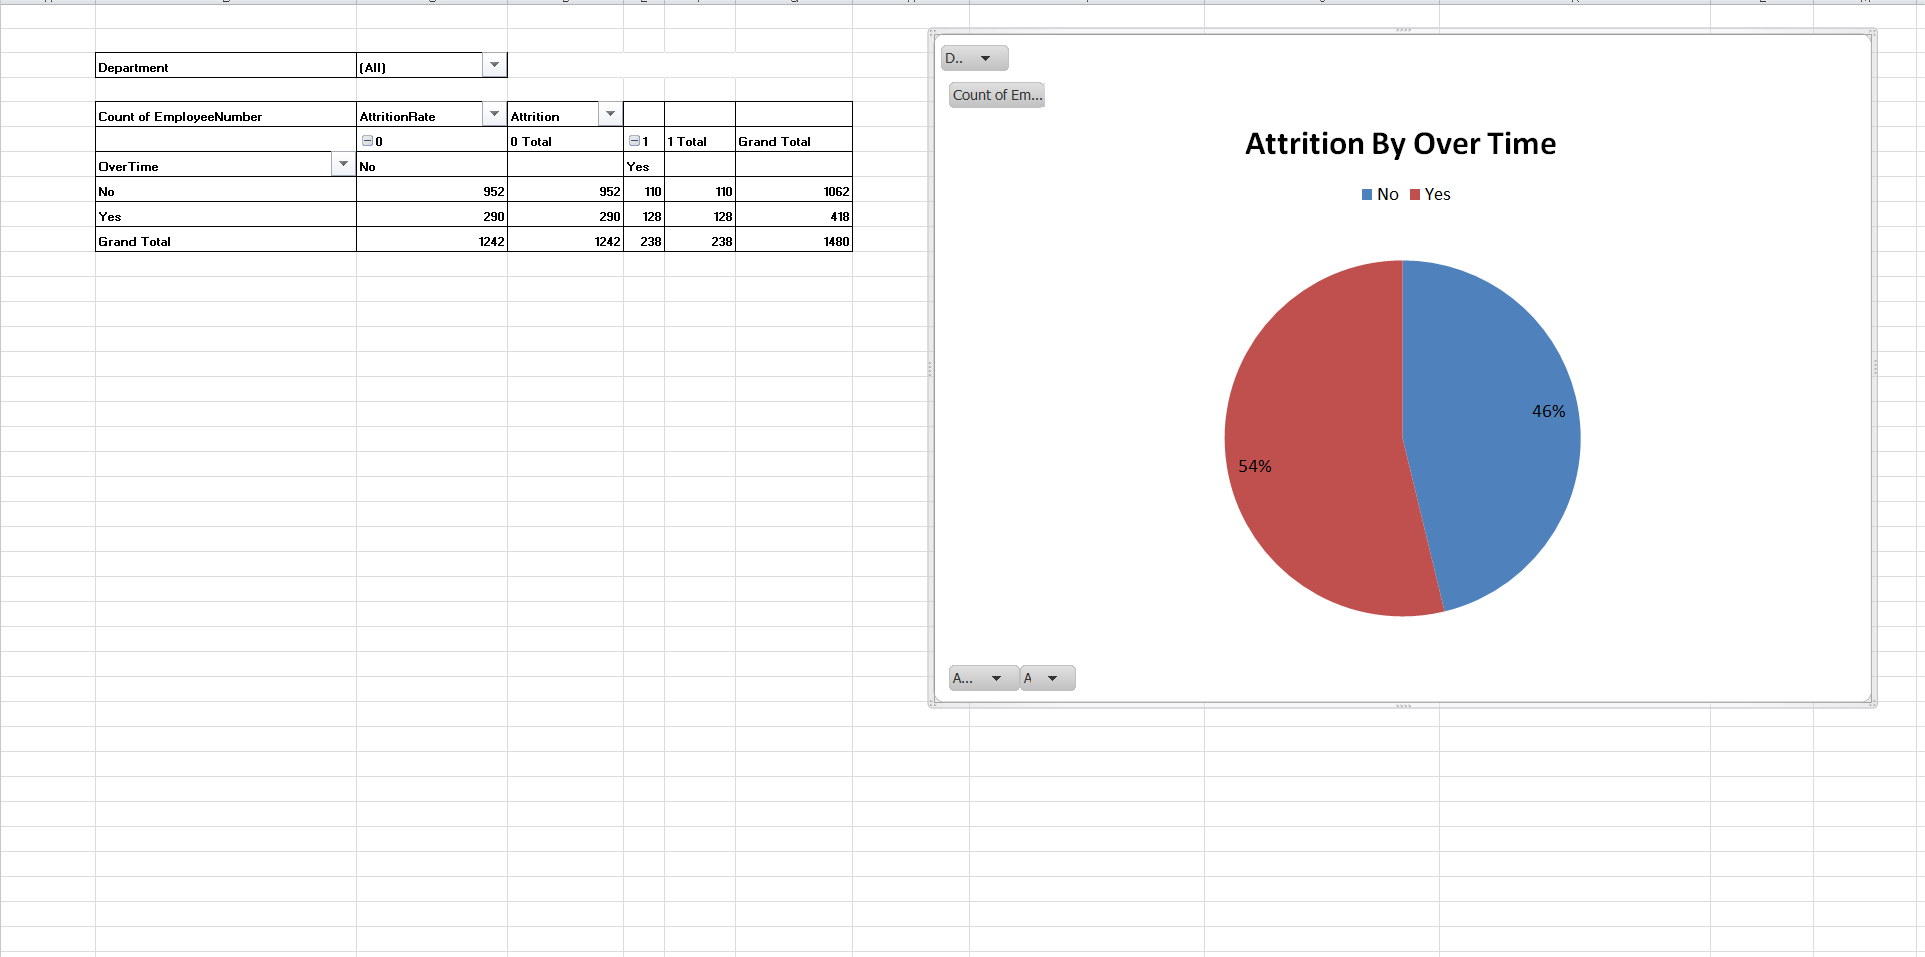 Department (All)
Count of EmployeeNumber AttritionRate Attrition
0 0 Total 1 1 Total Grand Total
OverTime No Yes
No 952 952 110 110 1062
Yes 290 290 128 128 418
Grand Total 1242 1242 238 238 1480
D..
Count of Em...
Attrition By Over Time
No Yes
46%
54%
A... A